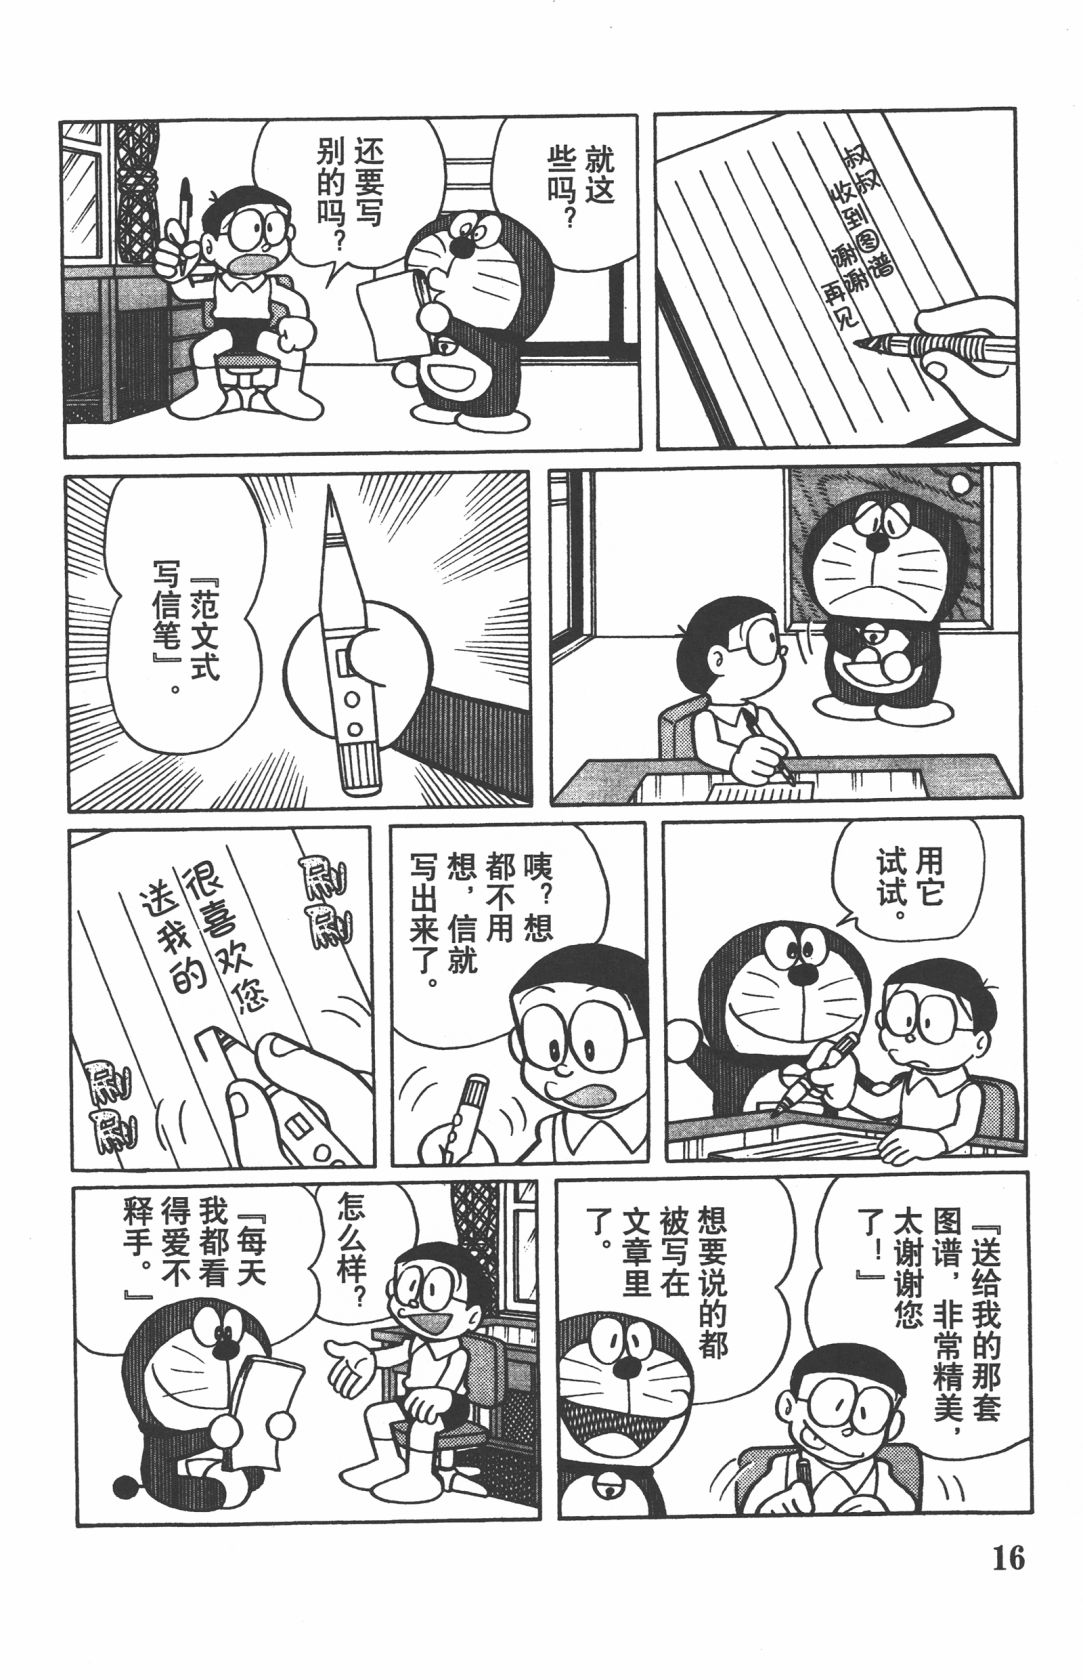 叔叔
收到图谱
谢谢
再见
就这
些吗？
还要写
别的吗？
『范文式
写信笔』。
用它
试试。
咦？想
都不用
想，信就
写出来了。
很喜欢您
送我的
刷刷
刷刷
『送给我的那套
图谱，非常精美，
太谢谢您
了！』
想要说的都
被写在
文章里
了。
怎么样？
『每天
我都看
得爱不
释手。』
16